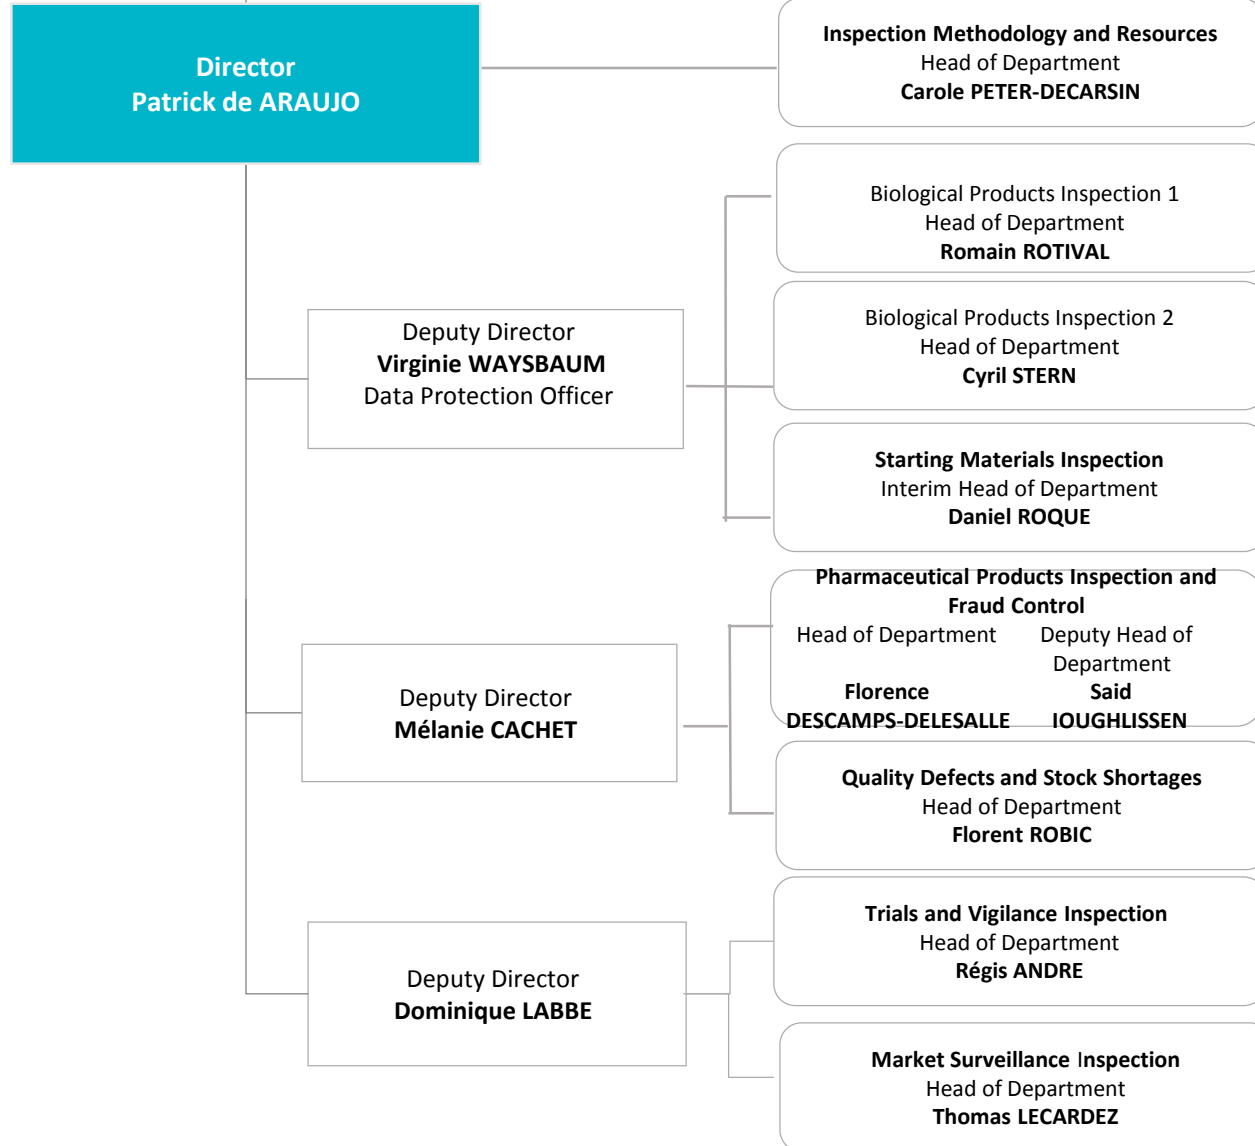 Director
Patrick de ARAUJO
Inspection Methodology and Resources
Head of Department
Carole PETER-DECARSIN
Biological Products Inspection 1
Head of Department
Romain ROTIVAL
Deputy Director
Virginie WAYSBAUM
Data Protection Officer
Biological Products Inspection 2
Head of Department
Cyril STERN
Starting Materials Inspection
Interim Head of Department
Daniel ROQUE
Deputy Director
Mélanie CACHET
Pharmaceutical Products Inspection and
Fraud Control
Head of Department
Florence
DESCAMPS-DELESALLE
Deputy Head of
Department
Said
IOUGHLISSEN
Quality Defects and Stock Shortages
Head of Department
Florent ROBIC
Deputy Director
Dominique LABBE
Trials and Vigilance Inspection
Head of Department
Régis ANDRE
Market Surveillance Inspection
Head of Department
Thomas LECARDEZ